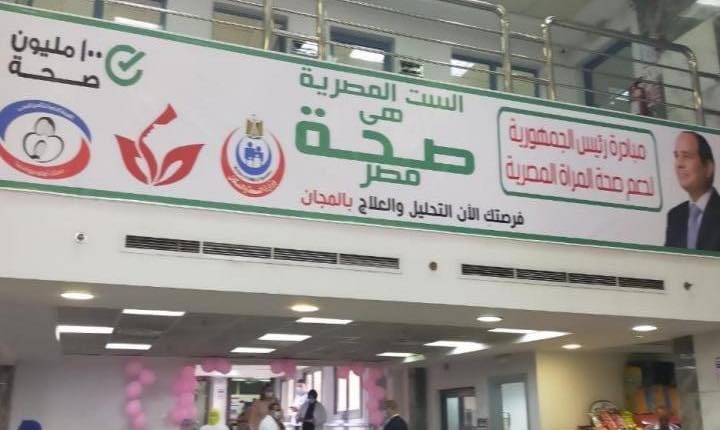 مبادرة رئيس الجمهورية
لدعم صحة المرأة المصرية
الست المصرية
هى
صحة
مصر
فرصتك الأن التحليل والعلاج بالمجان
١٠٠ مليون
صحة